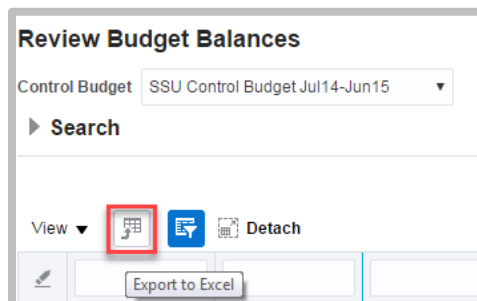 Review Budget Balances
Control Budget SSU Control Budget Jul14-Jun15
Search
View Detach
Export to Excel